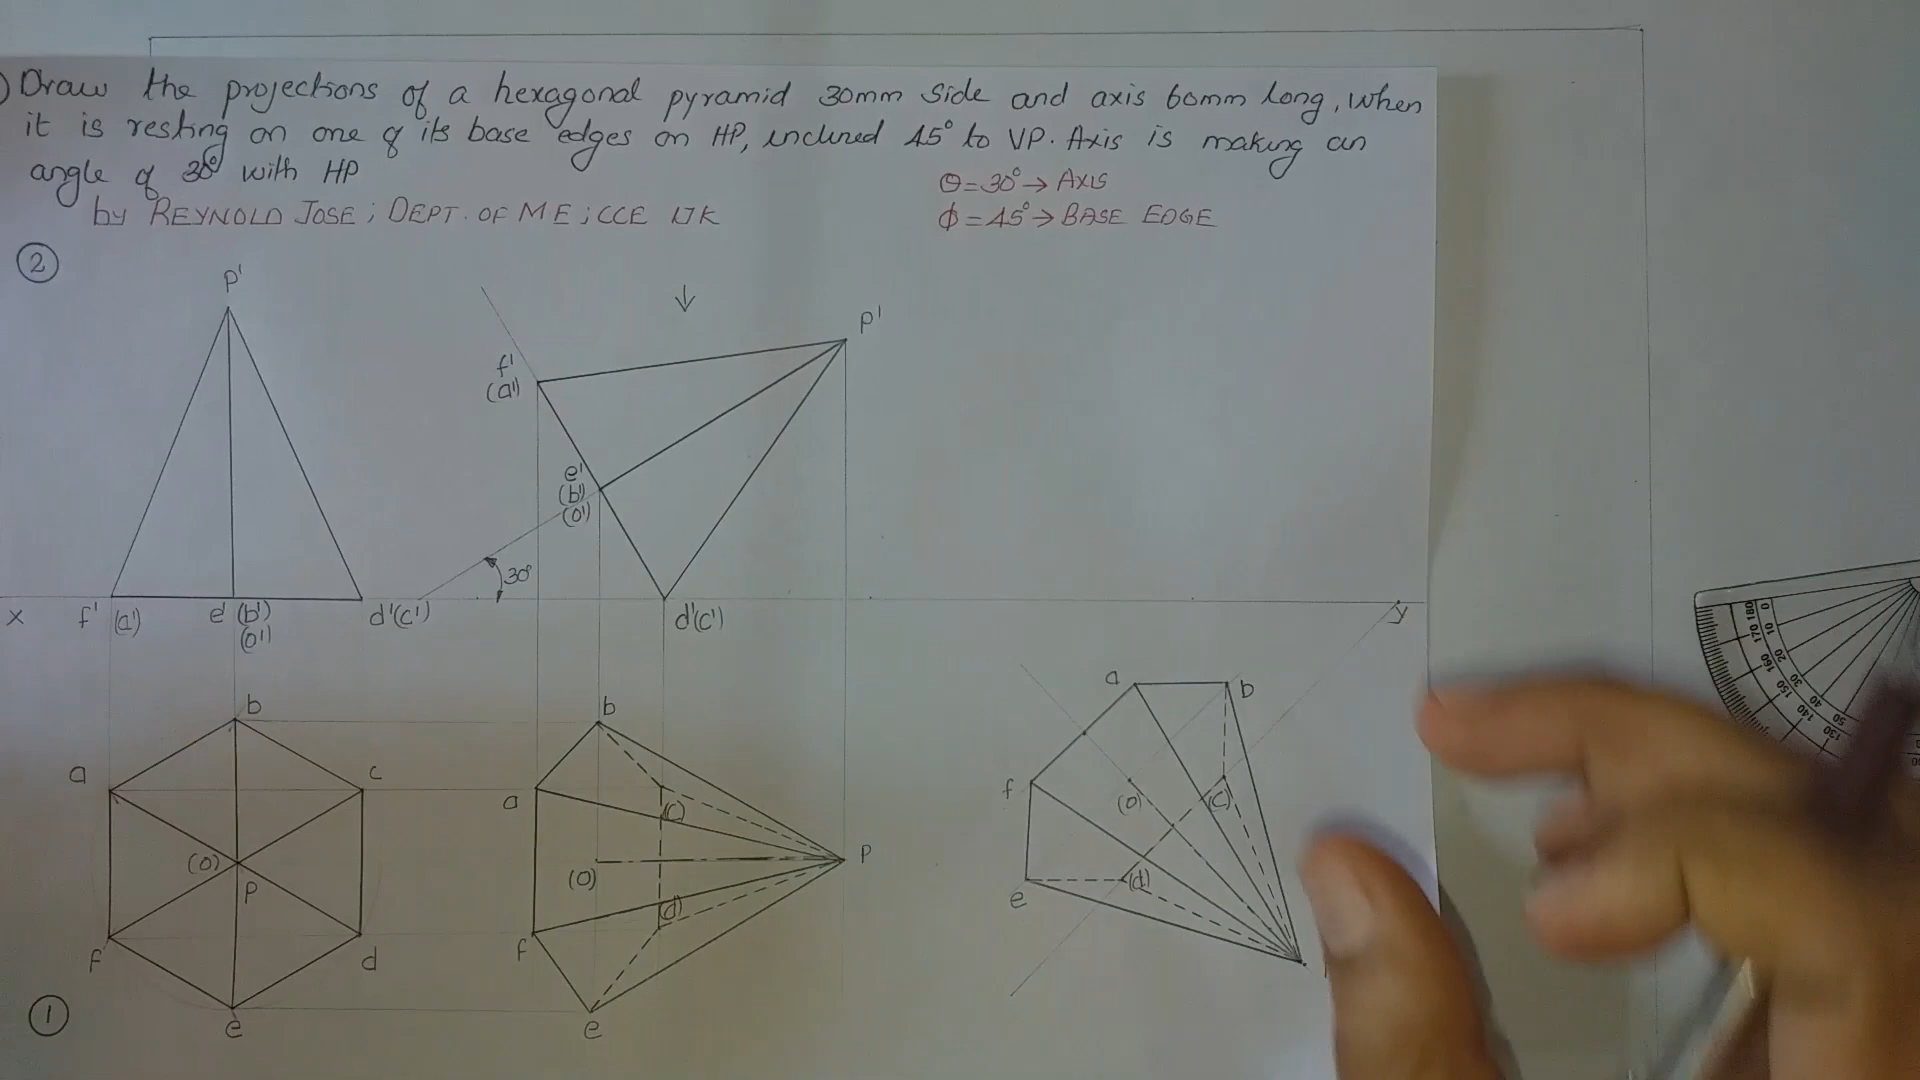 ) Draw the projections of a hexagonal pyramid 30mm side and axis 60mm long, when
it is resting on one of its base edges on HP, inclined 45° to VP. Axis is making an
angle of 30° with HP
θ=30°→ AXIS
by REYNOLD JOSE; DEPT. OF ME; CCE IJK
ϕ=45°→ BASE EDGE
2
p'
p'
f'
(a')
e'
(b')
(o')
30°
x
f' (a')
e' (b')
(o')
d'(c')
d'(c')
y
a
b
b
b
a
c
a
(c)
f
(o)
(c)
(o)
p
(o)
p
(d)
(d)
e
f
d
f
1
e
e